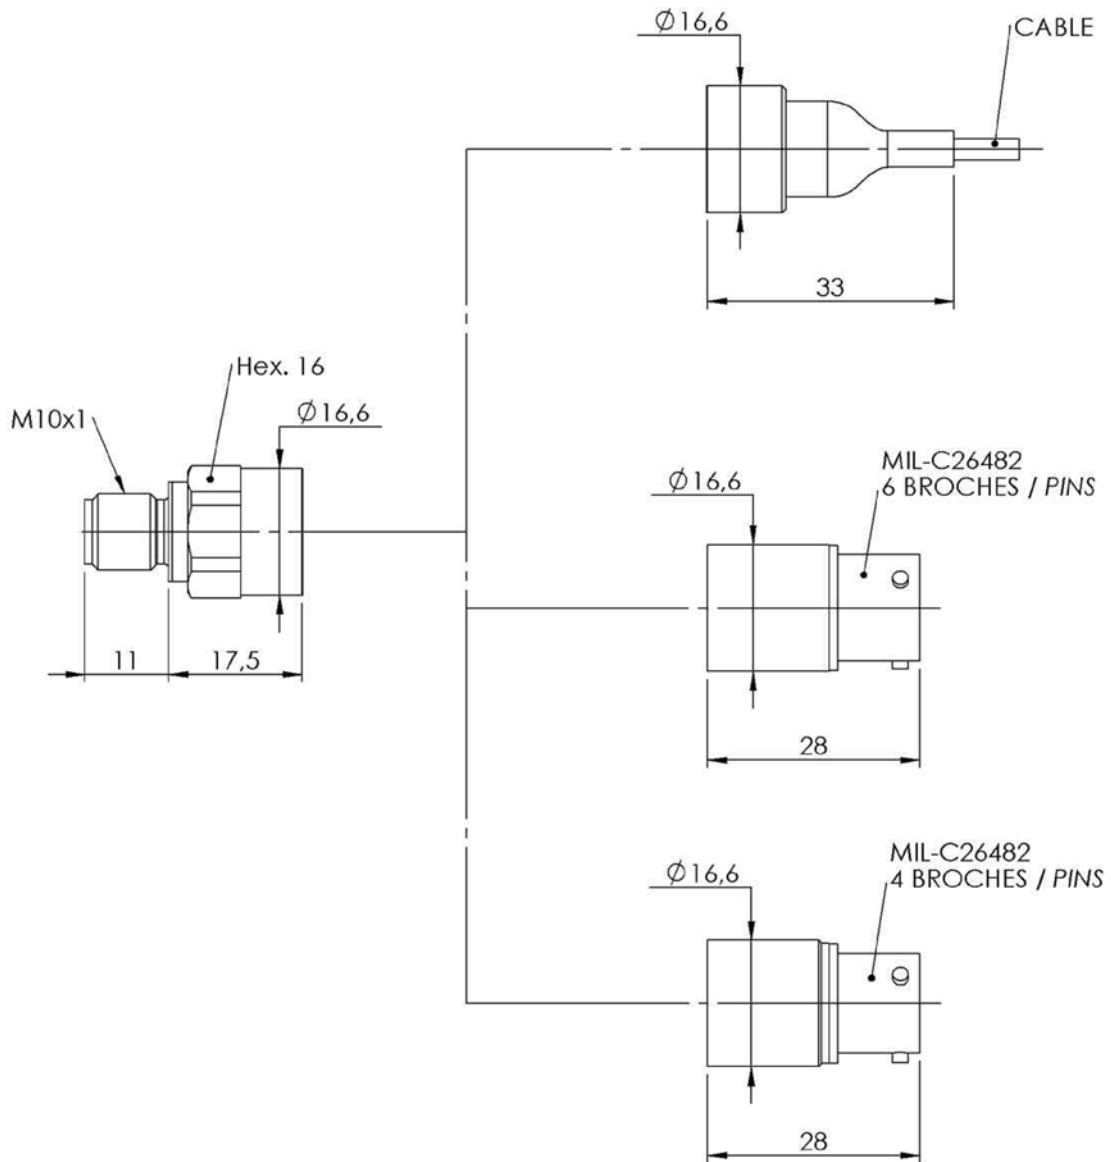 Ø16,6
CABLE
33
Hex. 16
M10x1
Ø16,6
11
17,5
MIL-C26482
6 BROCHES / PINS
Ø16,6
28
MIL-C26482
4 BROCHES / PINS
Ø16,6
28